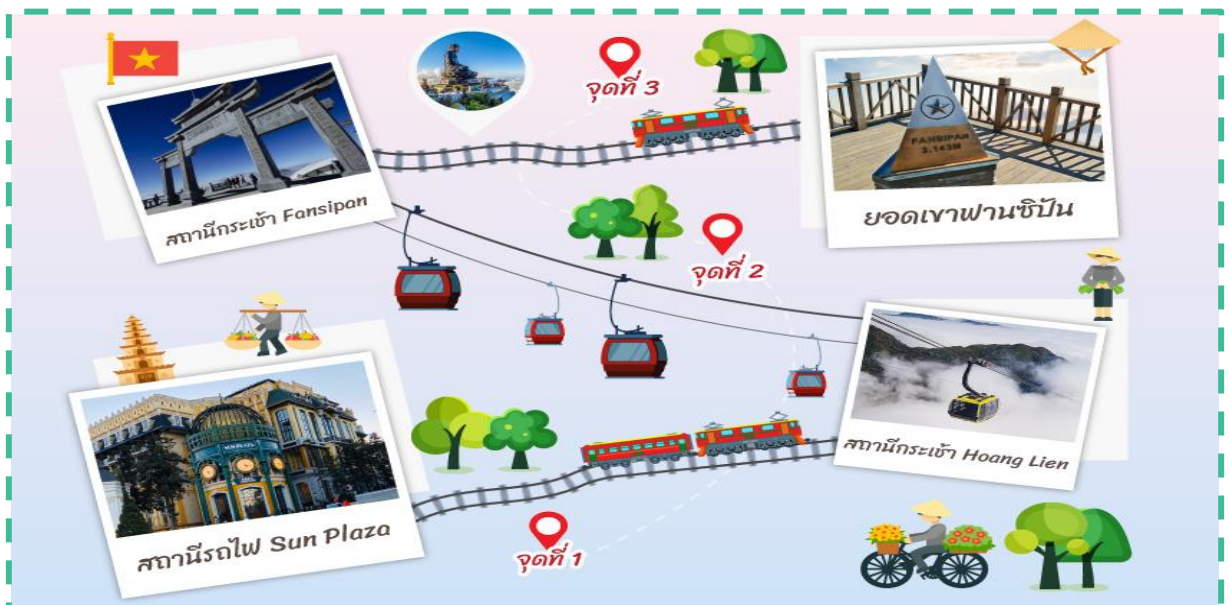 จุดที่ 3
FANSIPAN
3.143M
สถานีกระเช้า Fansipan
ยอดเขาฟานซิปัน
จุดที่ 2
สถานีกระเช้า Hoang Lien
สถานีรถไฟ Sun Plaza
จุดที่ 1